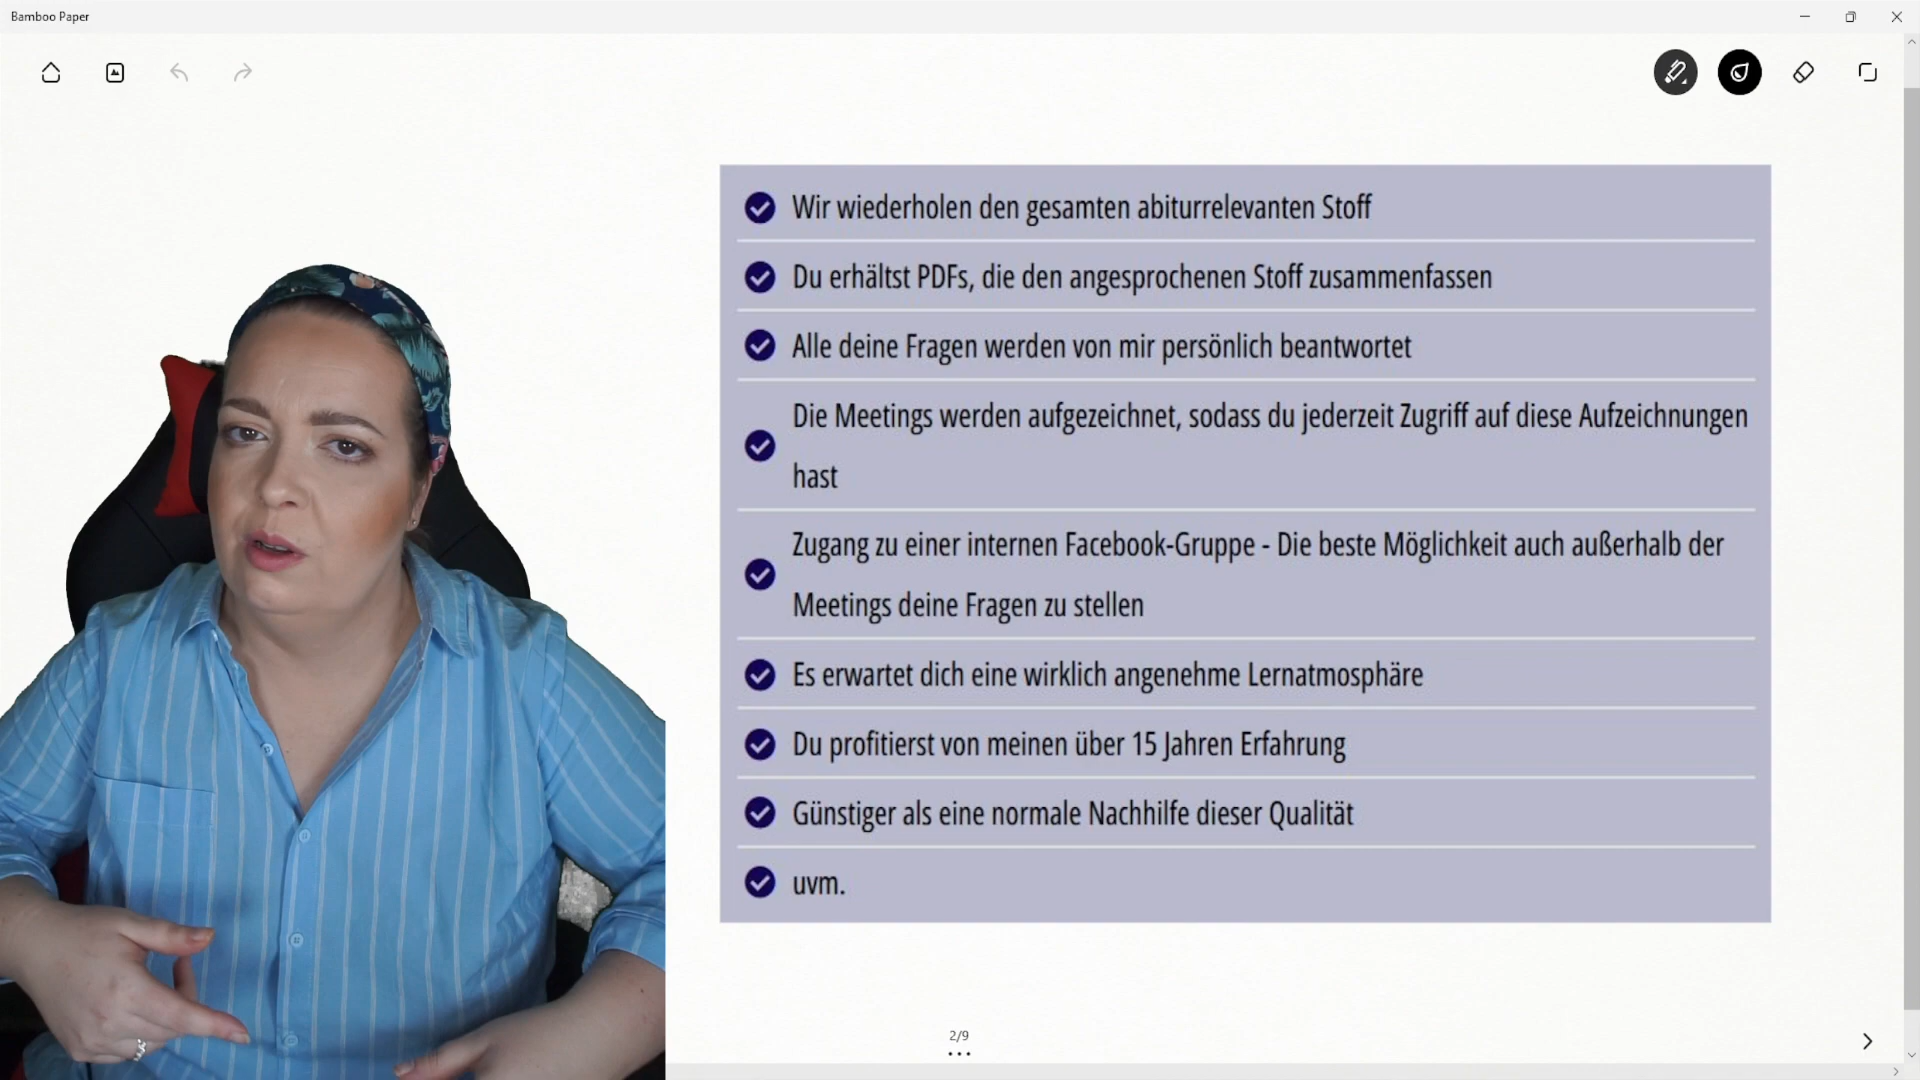 Bamboo Paper
Wir wiederholen den gesamten abiturrelevanten Stoff
Du erhältst PDFs, die den angesprochenen Stoff zusammenfassen
Alle deine Fragen werden von mir persönlich beantwortet
Die Meetings werden aufgezeichnet, sodass du jederzeit Zugriff auf diese Aufzeichnungen
hast
Zugang zu einer internen Facebook-Gruppe - Die beste Möglichkeit auch außerhalb der
Meetings deine Fragen zu stellen
Es erwartet dich eine wirklich angenehme Lernatmosphäre
Du profitierst von meinen über 15 Jahren Erfahrung
Günstiger als eine normale Nachhilfe dieser Qualität
uvm.
2/9